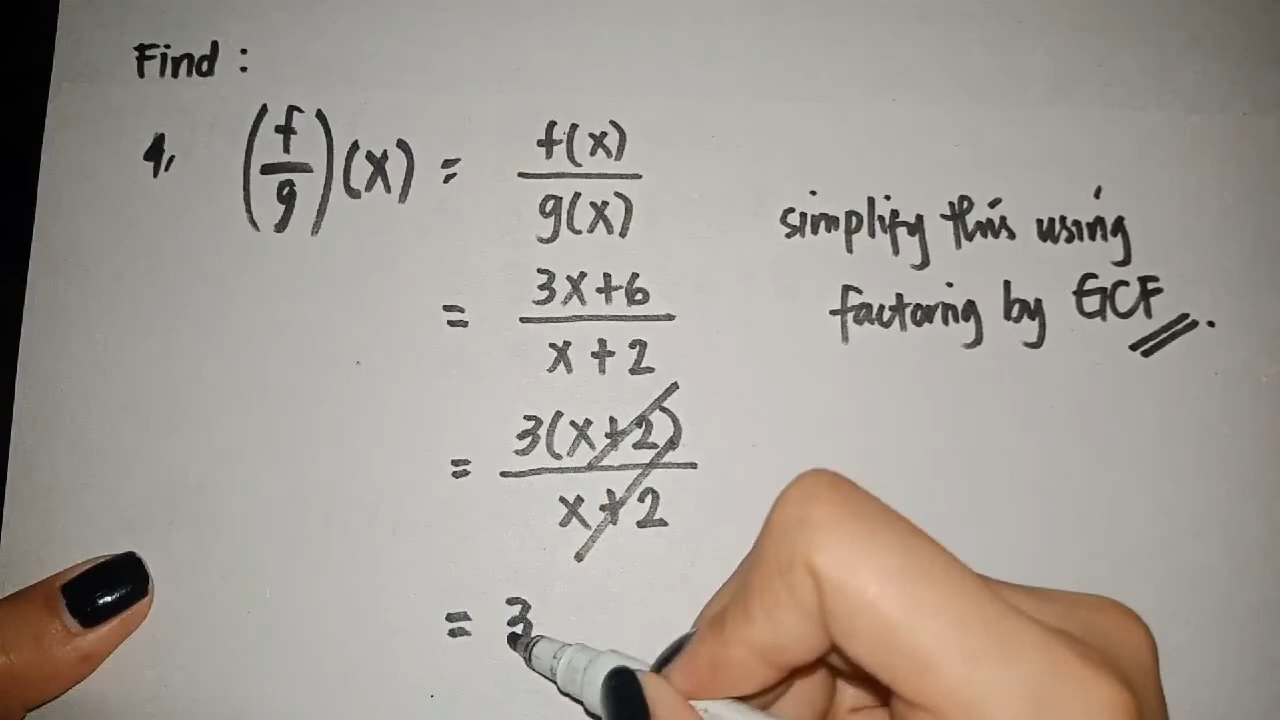 Find :
4. (f/g)(x) = f(x)/g(x)
simplify this using
factoring by GCF.
= 3x+6/x+2
= 3(x+2)/x+2
= 3